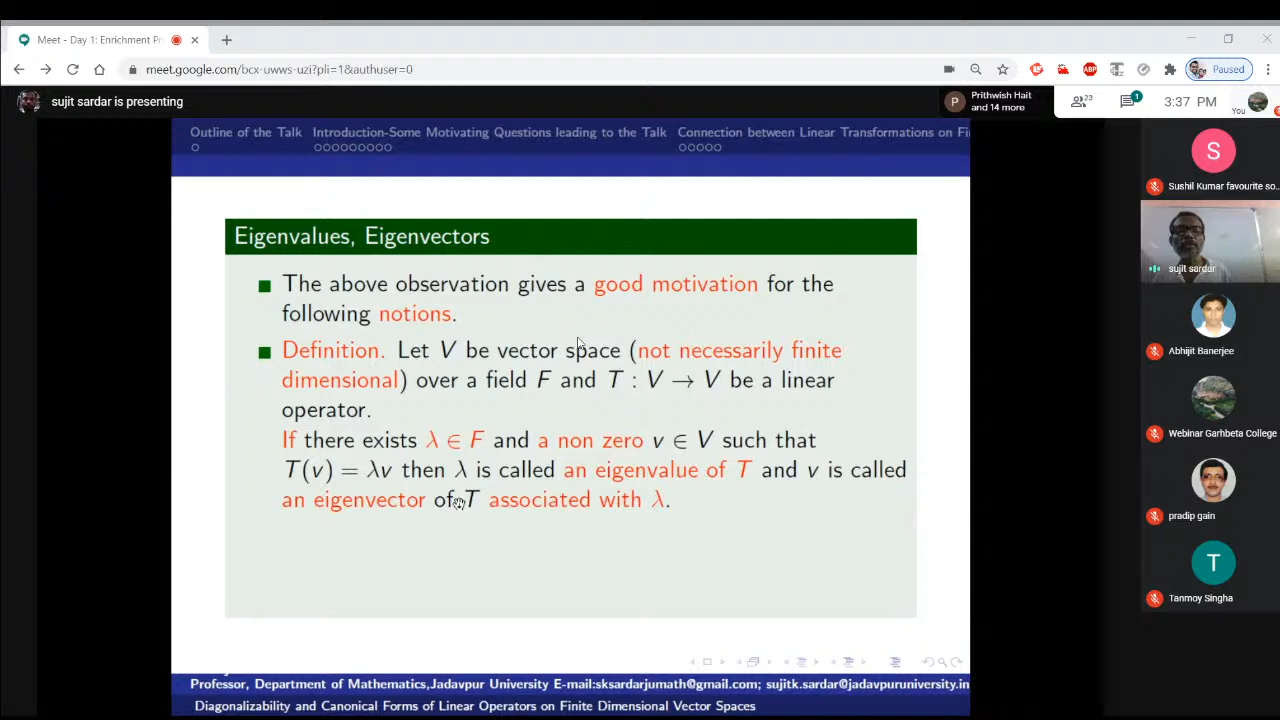 Meet - Day 1: Enrichment Pr
meet.google.com/bcx-uwws-uzi?pli=1&authuser=0
ABP
Paused
sujit sardar is presenting
P
Prithwish Hait
and 14 more
23
1
3:37 PM
You
Outline of the Talk Introduction-Some Motivating Questions leading to the Talk Connection between Linear Transformations on Fi
Eigenvalues, Eigenvectors
The above observation gives a good motivation for the
following notions.
Definition. Let V be vector space (not necessarily finite
dimensional) over a field F and T : V → V be a linear
operator.
If there exists λ ∈ F and a non zero v ∈ V such that
T(v) = λv then λ is called an eigenvalue of T and v is called
an eigenvector of T associated with λ.
Professor, Department of Mathematics,Jadavpur University E-mail:sksardarjumath@gmail.com; sujitk.sardar@jadavpuruniversity.in
Diagonalizability and Canonical Forms of Linear Operators on Finite Dimensional Vector Spaces
S
Sushil Kumar favourite so...
sujit sardar
Abhijit Banerjee
Webinar Garhbeta College
pradip gain
T
Tanmoy Singha